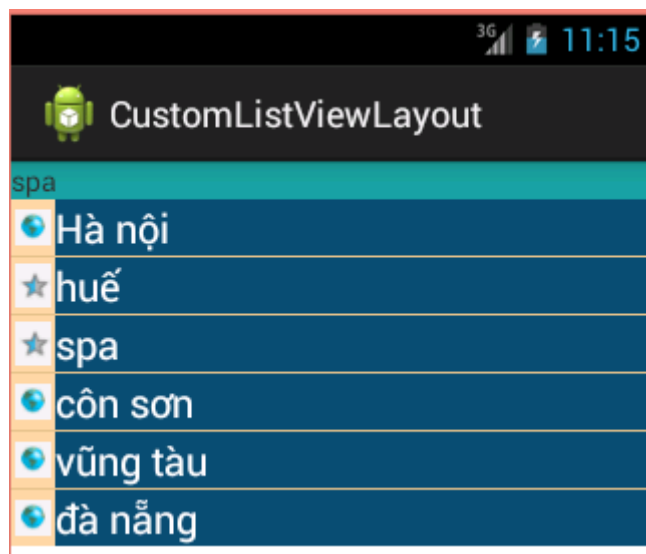 3G 11:15
CustomListViewLayout
spa
Hà nội
huế
spa
côn sơn
vũng tàu
đà nẵng